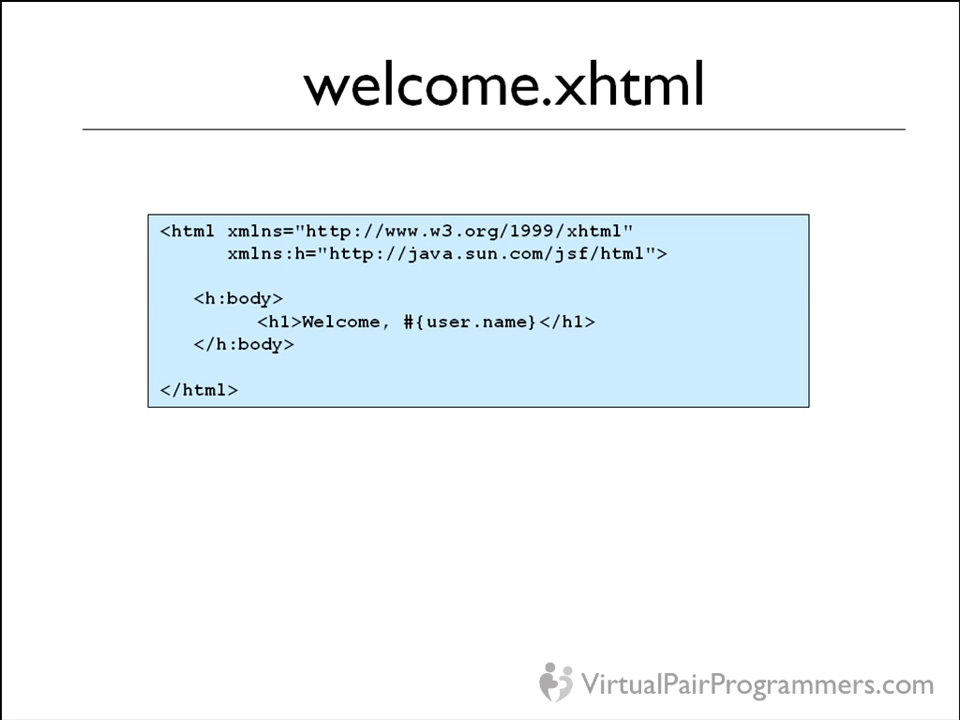 welcome.xhtml
<html xmlns="http://www.w3.org/1999/xhtml"
xmlns:h="http://java.sun.com/jsf/html">
<h:body>
<h1>Welcome, #{user.name}</h1>
</h:body>
</html>
VirtualPairProgrammers.com